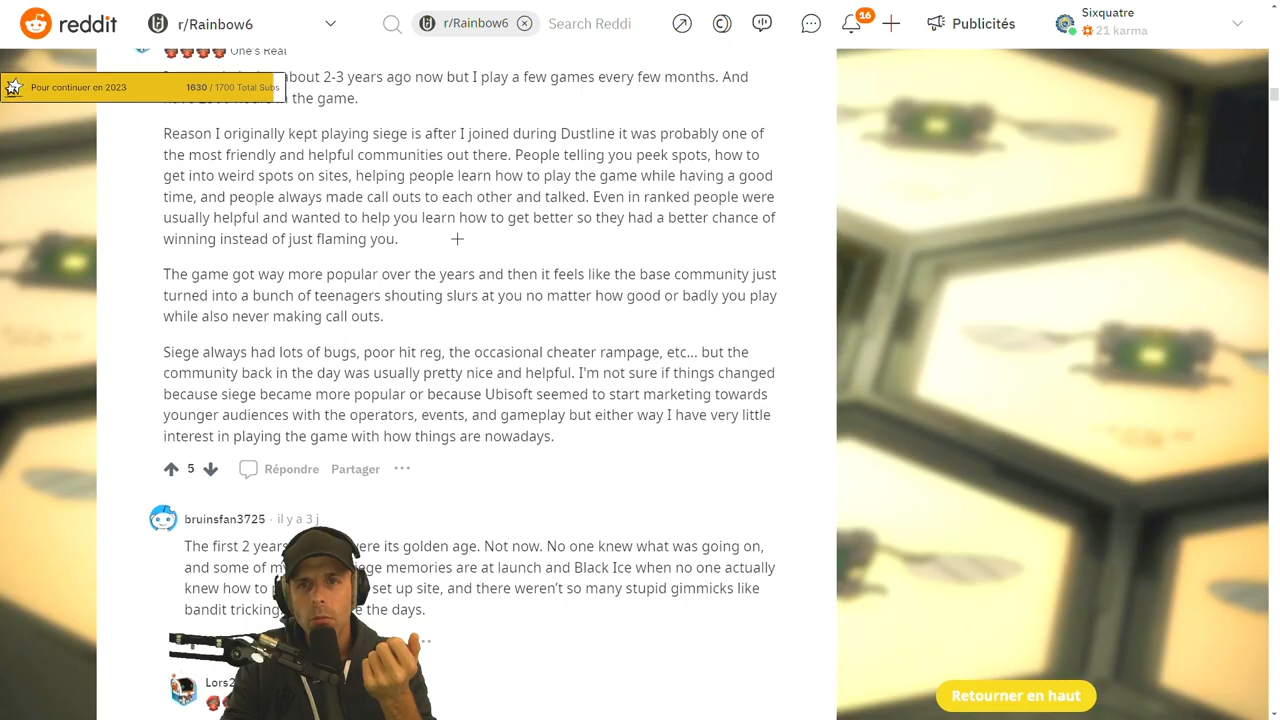 reddit
r/Rainbow6
r/Rainbow6
Search Reddi
16
Publicités
Sixquatre
21 karma
One's Real
about 2-3 years ago now but I play a few games every few months. And
Pour continuer en 2023
1630 / 1700 Total Subs
the game.
Reason I originally kept playing siege is after I joined during Dustline it was probably one of
the most friendly and helpful communities out there. People telling you peek spots, how to
get into weird spots on sites, helping people learn how to play the game while having a good
time, and people always made call outs to each other and talked. Even in ranked people were
usually helpful and wanted to help you learn how to get better so they had a better chance of
winning instead of just flaming you.
The game got way more popular over the years and then it feels like the base community just
turned into a bunch of teenagers shouting slurs at you no matter how good or badly you play
while also never making call outs.
Siege always had lots of bugs, poor hit reg, the occasional cheater rampage, etc... but the
community back in the day was usually pretty nice and helpful. I'm not sure if things changed
because siege became more popular or because Ubisoft seemed to start marketing towards
younger audiences with the operators, events, and gameplay but either way I have very little
interest in playing the game with how things are nowadays.
5
Répondre
Partager
bruinsfan3725 · il y a 3 j
The first 2 years were its golden age. Not now. No one knew what was going on,
and some of memories are at launch and Black Ice when no one actually
knew how to set up site, and there weren't so many stupid gimmicks like
bandit tricking the days.
Retourner en haut